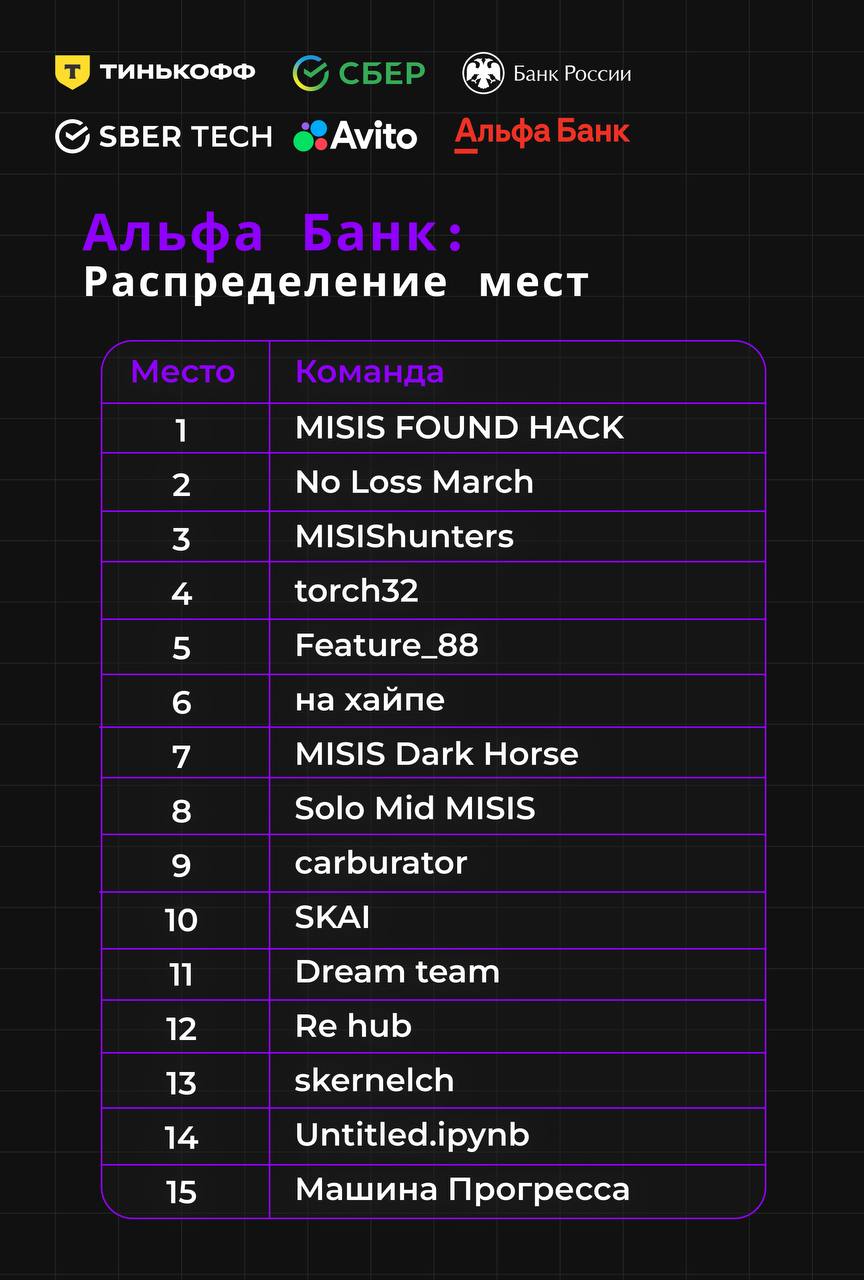 ТИНЬКОФФ СБЕР Банк России
SBER TECH Avito Альфа Банк
Альфа Банк:
Распределение мест
Место Команда
1 MISIS FOUND HACK
2 No Loss March
3 MISIShunters
4 torch32
5 Feature_88
6 на хайпе
7 MISIS Dark Horse
8 Solo Mid MISIS
9 carburator
10 SKAI
11 Dream team
12 Re hub
13 skernelch
14 Untitled.ipynb
15 Машина Прогресса